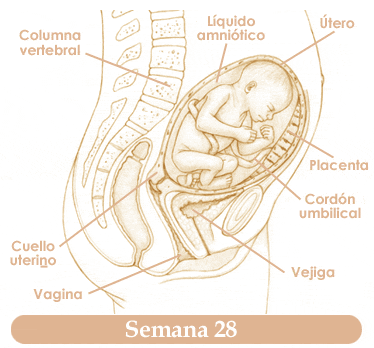 Columna
vertebral
Líquido
amniótico
Útero
Placenta
Cordón
umbilical
Cuello
uterino
Vagina
Vejiga
Semana 28